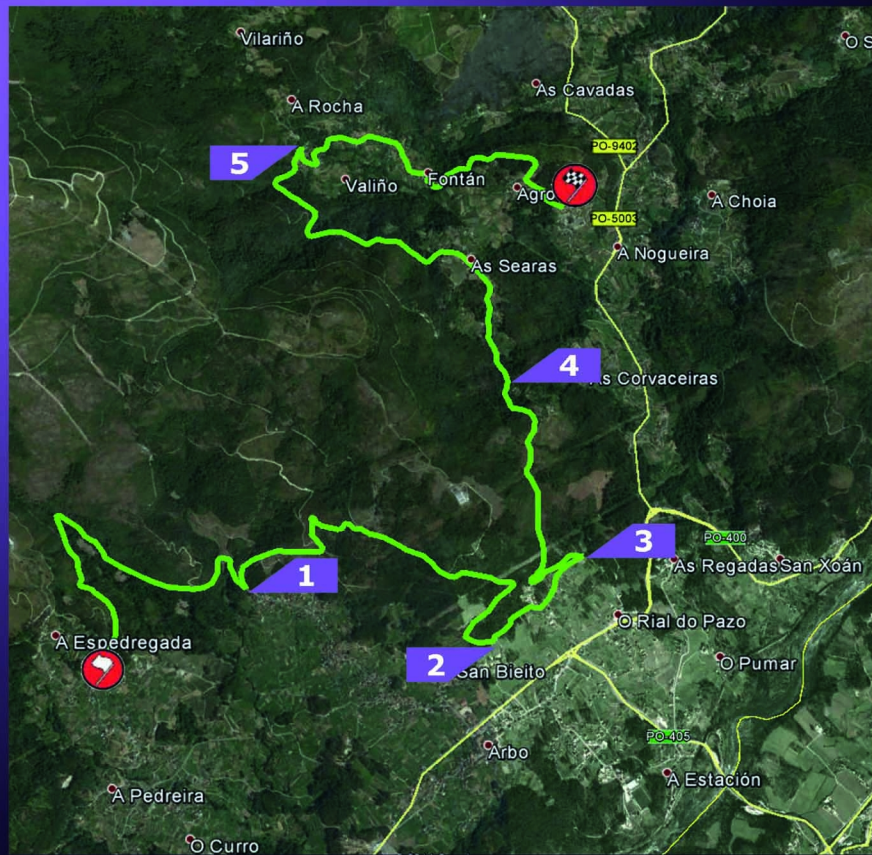 Vilariño
O S
As Cavadas
A Rocha
PO-9402
5
Valiño
Fontán
Agro
A Choia
PO-5003
A Nogueira
As Searas
4
As Corvaceiras
3
PO-400
As Regadas
San Xoán
1
O Rial do Pazo
A Espedregada
2
San Bieito
O Pumar
PO-405
Arbo
A Estación
A Pedreira
O Curro